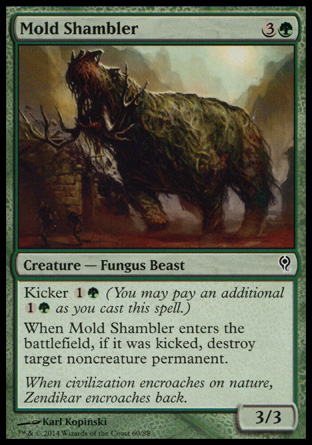 Mold Shambler 3
Creature — Fungus Beast
Kicker 1 (You may pay an additional
1 as you cast this spell.)
When Mold Shambler enters the
battlefield, if it was kicked, destroy
target noncreature permanent.
When civilization encroaches on nature,
Zendikar encroaches back.
Karl Kopinski
™ & © 2014 Wizards of the Coast 60/88
3/3